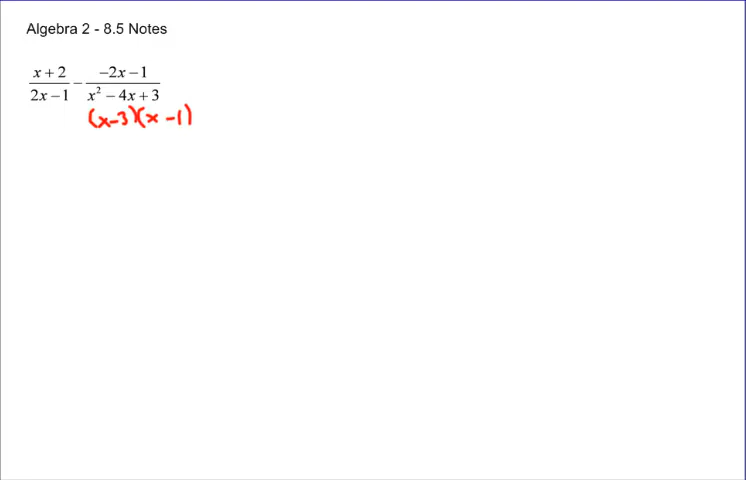 Algebra 2 - 8.5 Notes
x + 2 / 2x − 1 − −2x − 1 / x² − 4x + 3
(x-3)(x-1)